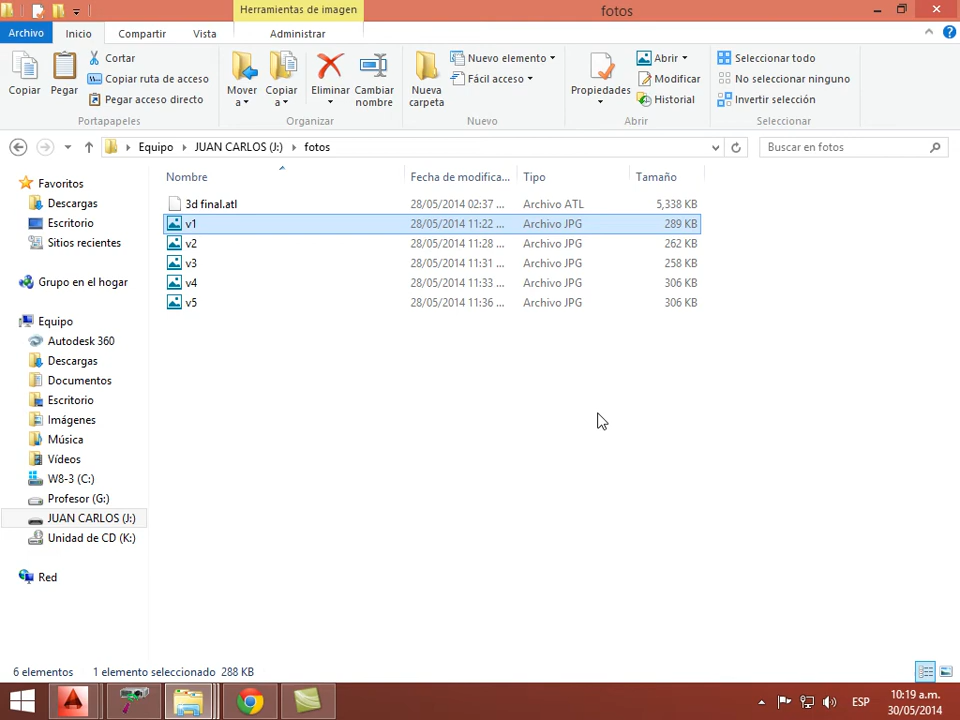 Herramientas de imagen
fotos
Archivo
Inicio
Compartir
Vista
Administrar
Copiar
Pegar
Cortar
Copiar ruta de acceso
Pegar acceso directo
Portapapeles
Mover a
Copiar a
Eliminar
Cambiar nombre
Organizar
Nueva carpeta
Nuevo elemento
Fácil acceso
Nuevo
Propiedades
Abrir
Modificar
Historial
Abrir
Seleccionar todo
No seleccionar ninguno
Invertir selección
Seleccionar
Equipo
JUAN CARLOS (J:)
fotos
Buscar en fotos
Nombre
Fecha de modifica...
Tipo
Tamaño
3d final.atl 28/05/2014 02:37 ... Archivo ATL 5,338 KB
v1 28/05/2014 11:22 ... Archivo JPG 289 KB
v2 28/05/2014 11:28 ... Archivo JPG 262 KB
v3 28/05/2014 11:31 ... Archivo JPG 258 KB
v4 28/05/2014 11:33 ... Archivo JPG 306 KB
v5 28/05/2014 11:36 ... Archivo JPG 306 KB
Favoritos
Descargas
Escritorio
Sitios recientes
Grupo en el hogar
Equipo
Autodesk 360
Descargas
Documentos
Escritorio
Imágenes
Música
Vídeos
W8-3 (C:)
Profesor (G:)
JUAN CARLOS (J:)
Unidad de CD (K:)
Red
6 elementos
1 elemento seleccionado 288 KB
ESP
10:19 a.m.
30/05/2014